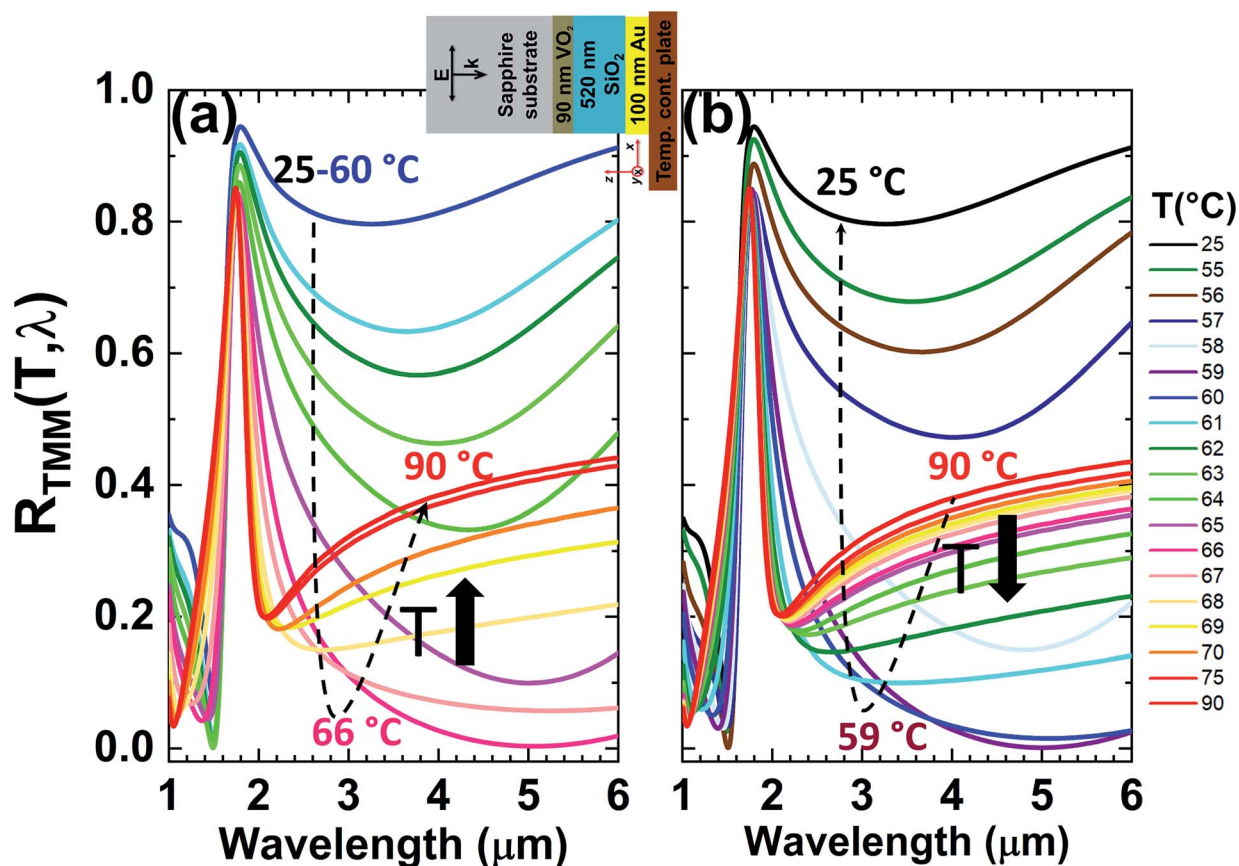 E
k
Sapphire
substrate
90 nm VO₂
520 nm
SiO₂
100 nm Au
Temp. cont. plate
z
x
y
(a)
25-60 °C
90 °C
T
66 °C
R_TMM(T,λ)
1.0
0.8
0.6
0.4
0.2
0.0
1 2 3 4 5 6
Wavelength (μm)
(b)
25 °C
90 °C
T
59 °C
1 2 3 4 5 6
Wavelength (μm)
T(°C)
25
55
56
57
58
59
60
61
62
63
64
65
66
67
68
69
70
75
90